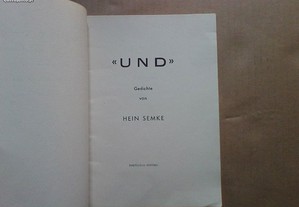 «UND»
Gedichte
von
HEIN SEMKE